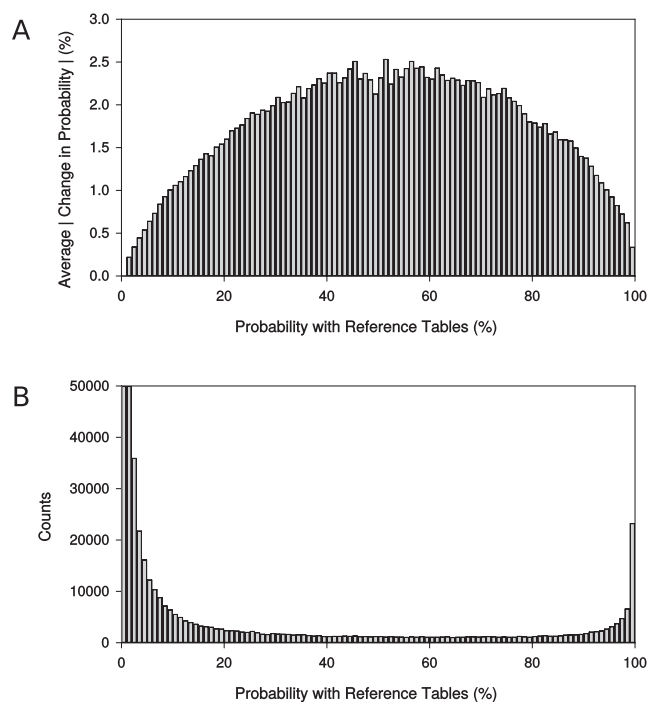 A
Average | Change in Probability | (%)
3.0
2.5
2.0
1.5
1.0
0.5
0.0
0 20 40 60 80 100
Probability with Reference Tables (%)
B
Counts
50000
40000
30000
20000
10000
0
0 20 40 60 80 100
Probability with Reference Tables (%)